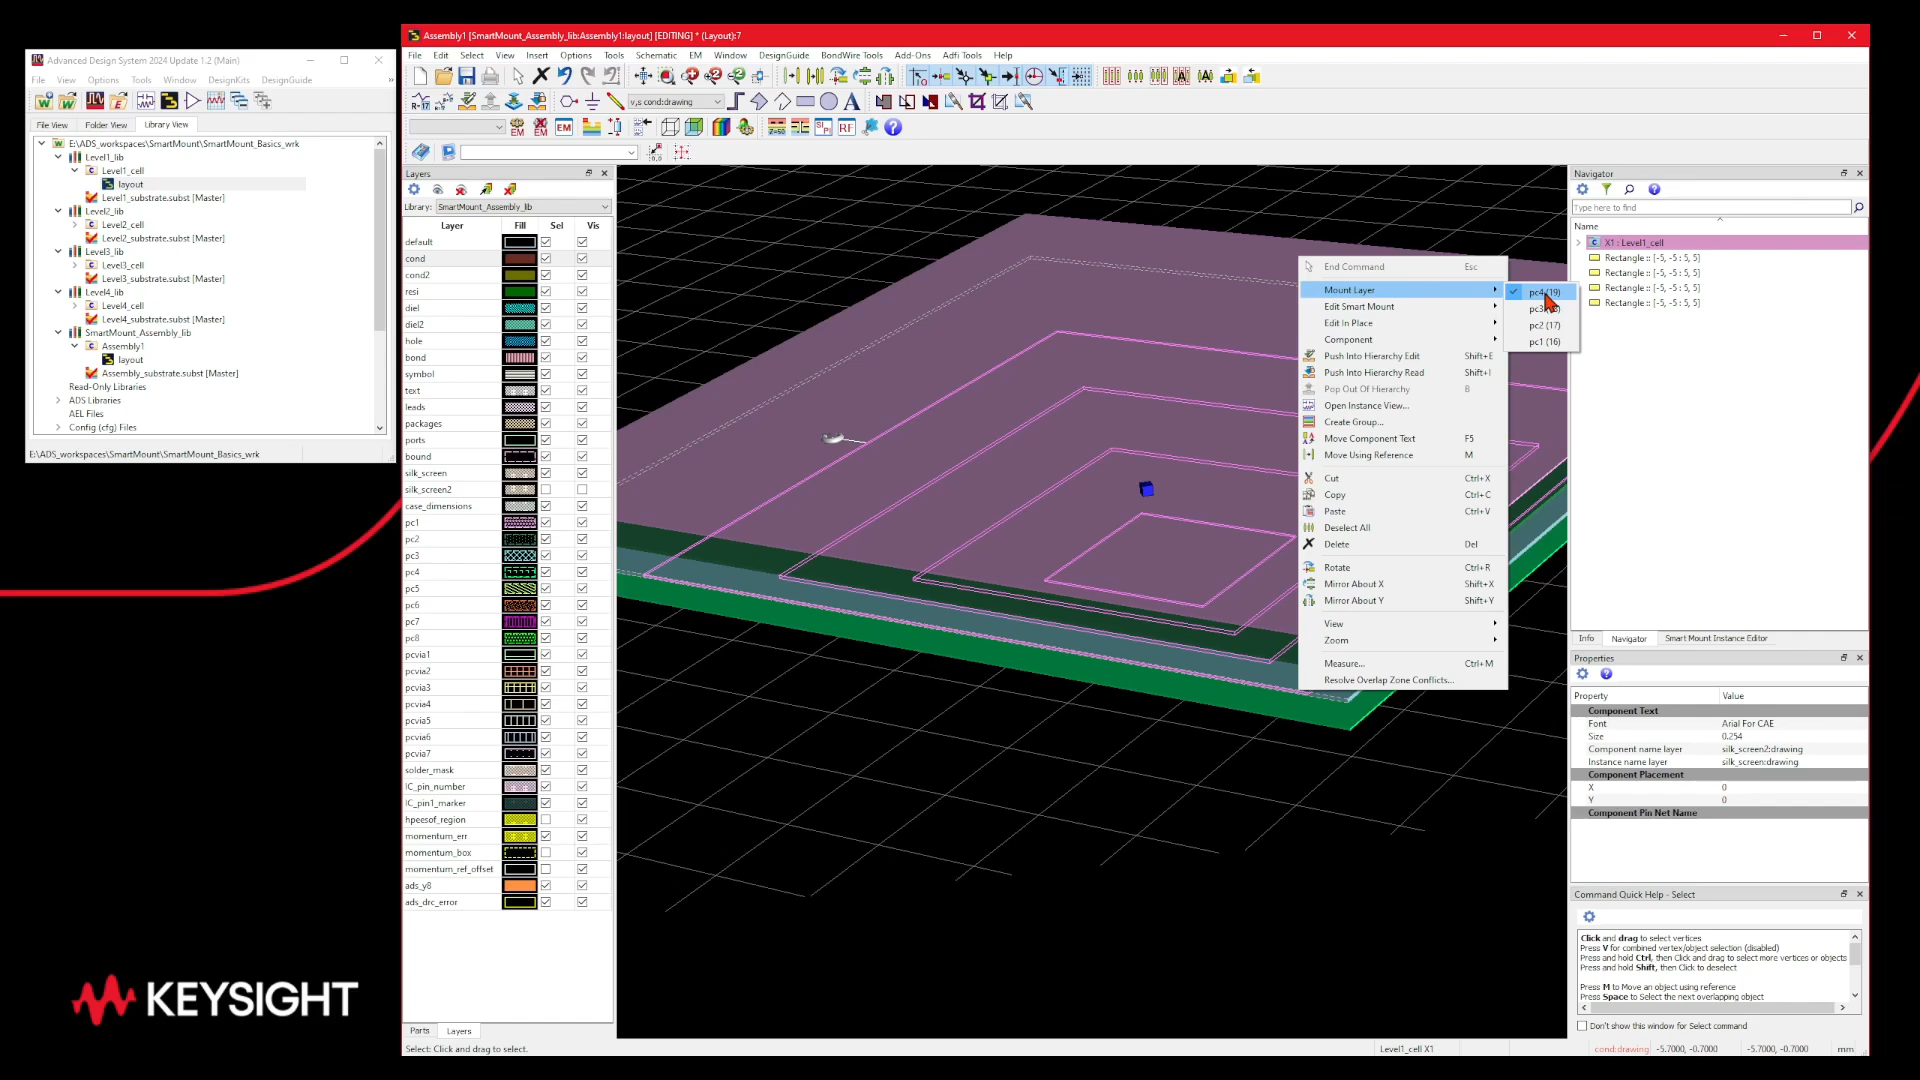 Advanced Design System 2024 Update 1.2 (Main)
File View Options Tools Window DesignKits DesignGuide
File View Folder View Library View
E:\ADS_workspaces\SmartMount\SmartMount_Basics_wrk
Level1_lib
Level1_cell
layout
Level1_substrate.subst [Master]
Level2_lib
Level2_cell
Level2_substrate.subst [Master]
Level3_lib
Level3_cell
Level3_substrate.subst [Master]
Level4_lib
Level4_cell
Level4_substrate.subst [Master]
SmartMount_Assembly_lib
Assembly1
layout
Assembly_substrate.subst [Master]
Read-Only Libraries
ADS Libraries
AEL Files
Config (cfg) Files
E:\ADS_workspaces\SmartMount\SmartMount_Basics_wrk
KEYSIGHT
Assembly1 [SmartMount_Assembly_lib:Assembly1:layout] [EDITING] * (Layout):7
File Edit Select View Insert Options Tools Schematic EM Window DesignGuide BondWire Tools Add-Ons Adfi Tools Help
v,s cond:drawing
Layers
Library: SmartMount_Assembly_lib
Layer Fill Sel Vis
default
cond
cond2
resi
diel
diel2
hole
bond
symbol
text
leads
packages
ports
bound
silk_screen
silk_screen2
case_dimensions
pc1
pc2
pc3
pc4
pc5
pc6
pc7
pc8
pcvia1
pcvia2
pcvia3
pcvia4
pcvia5
pcvia6
pcvia7
solder_mask
IC_pin_number
IC_pin1_marker
hpeesof_region
momentum_err
momentum_box
momentum_ref_offset
ads_y8
ads_drc_error
Parts Layers
Select: Click and drag to select.
End Command Esc
Mount Layer
Edit Smart Mount
Edit In Place
Component
Push Into Hierarchy Edit Shift+E
Push Into Hierarchy Read Shift+I
Pop Out Of Hierarchy B
Open Instance View...
Create Group...
Move Component Text F5
Move Using Reference M
Cut Ctrl+X
Copy Ctrl+C
Paste Ctrl+V
Deselect All
Delete Del
Rotate Ctrl+R
Mirror About X Shift+X
Mirror About Y Shift+Y
View
Zoom
Measure... Ctrl+M
Resolve Overlap Zone Conflicts...
pc4 (19)
pc2 (17)
pc1 (16)
Navigator
Type here to find
Name
X1 : Level1_cell
Rectangle :: [-5, -5 : 5, 5]
Rectangle :: [-5, -5 : 5, 5]
Rectangle :: [-5, -5 : 5, 5]
Rectangle :: [-5, -5 : 5, 5]
Info Navigator Smart Mount Instance Editor
Properties
Property Value
Component Text
Font Arial For CAE
Size 0.254
Component name layer silk_screen2:drawing
Instance name layer silk_screen:drawing
Component Placement
X 0
Y 0
Component Pin Net Name
Command Quick Help - Select
Click and drag to select vertices
Press V for combined vertex/object selection (disabled)
Press and hold Ctrl, then Click and drag to select more vertices or objects
Press and hold Shift, then Click to deselect
Press M to Move an object using reference
Press Space to Select the next overlapping object
Don't show this window for Select command
Level1_cell X1 cond:drawing -5.7000, -0.7000 -5.7000, -0.7000 mm